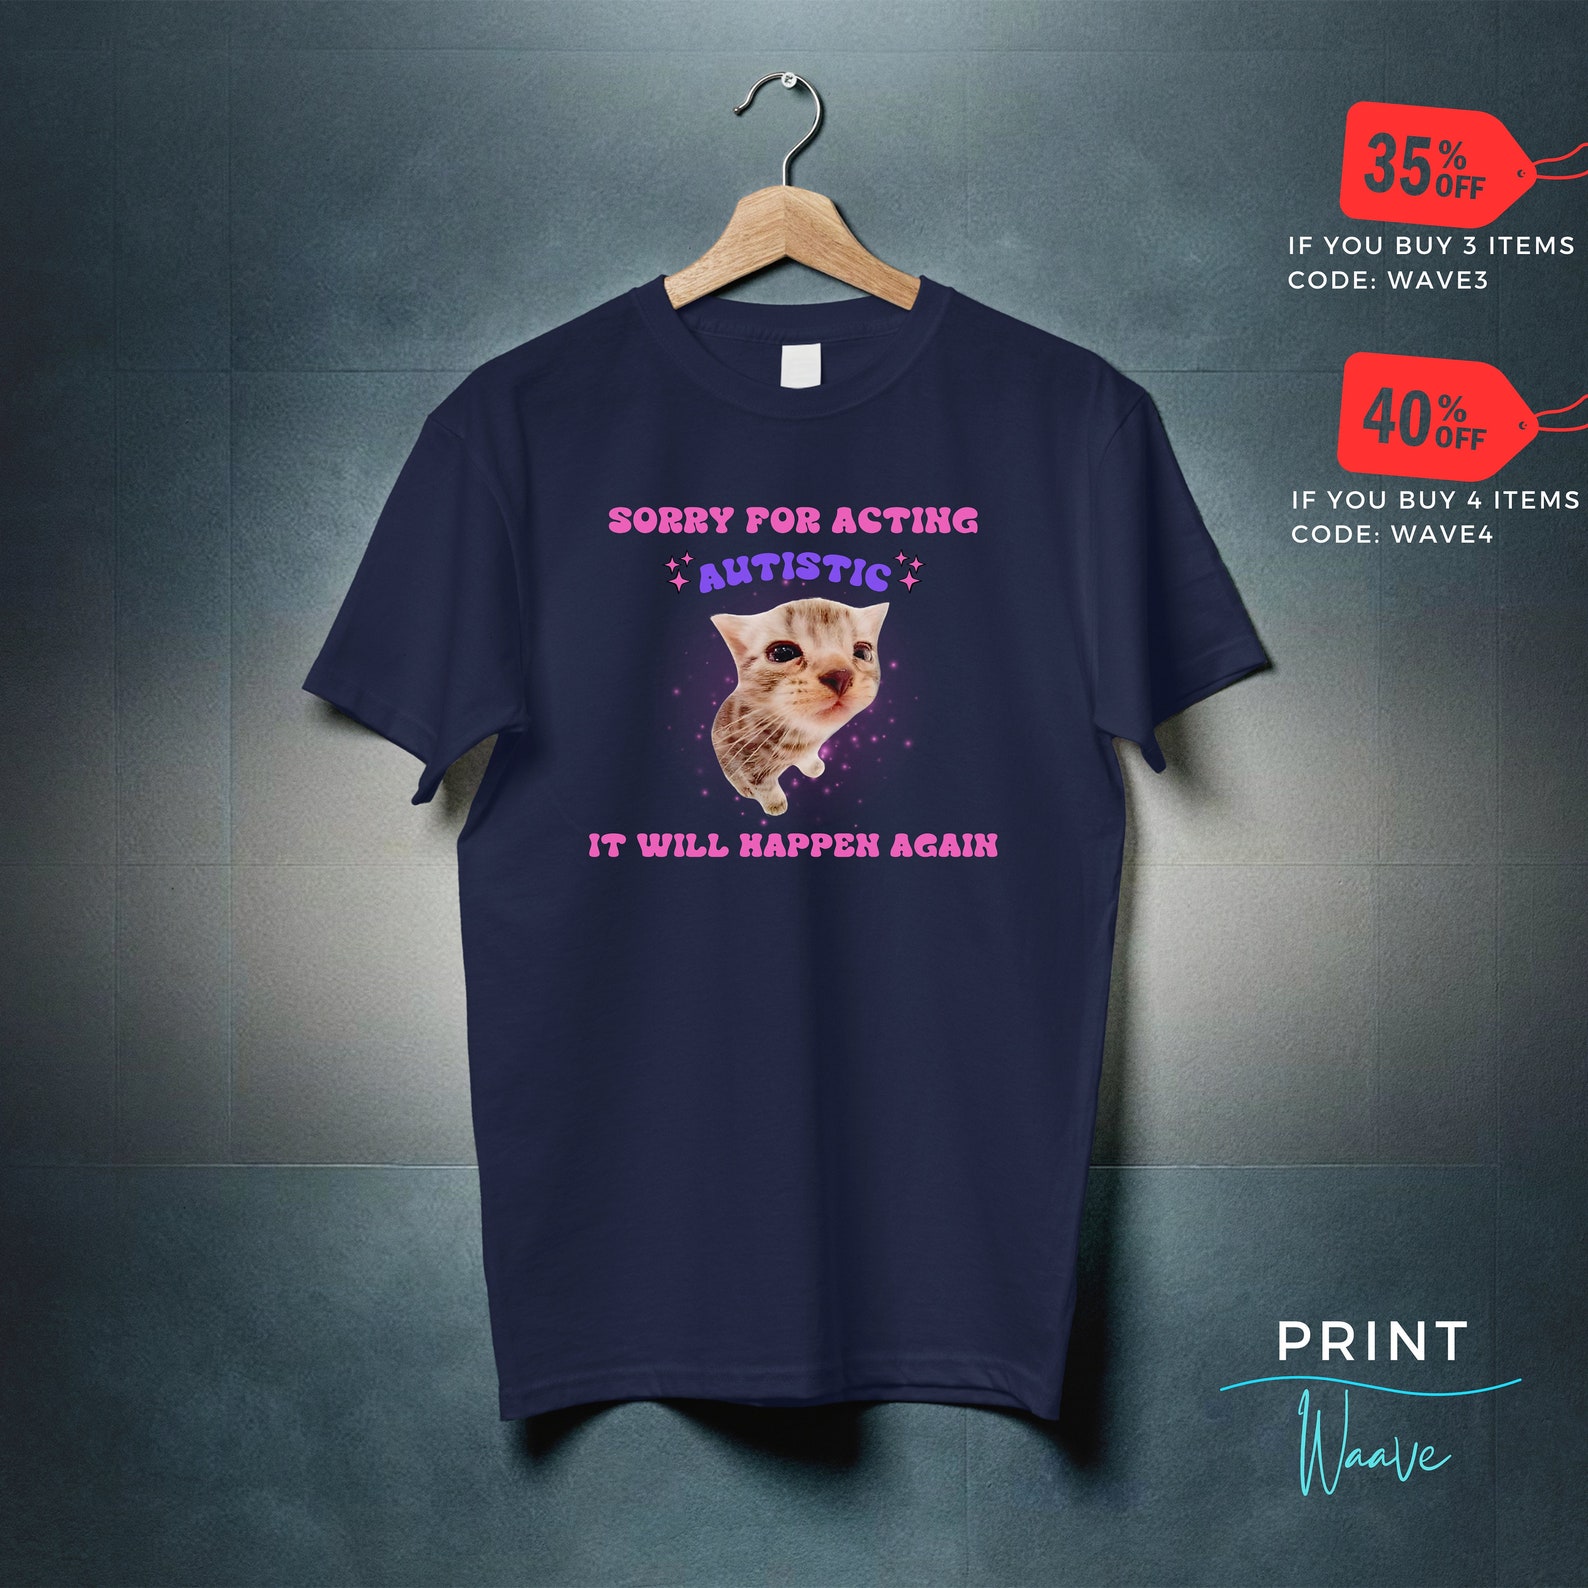 SORRY FOR ACTING
AUTISTIC
IT WILL HAPPEN AGAIN
35% OFF
IF YOU BUY 3 ITEMS
CODE: WAVE3
40% OFF
IF YOU BUY 4 ITEMS
CODE: WAVE4
PRINT
Waave